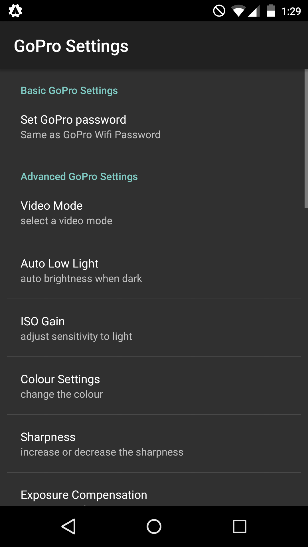 1:29
GoPro Settings
Basic GoPro Settings
Set GoPro password
Same as GoPro Wifi Password
Advanced GoPro Settings
Video Mode
select a video mode
Auto Low Light
auto brightness when dark
ISO Gain
adjust sensitivity to light
Colour Settings
change the colour
Sharpness
increase or decrease the sharpness
Exposure Compensation